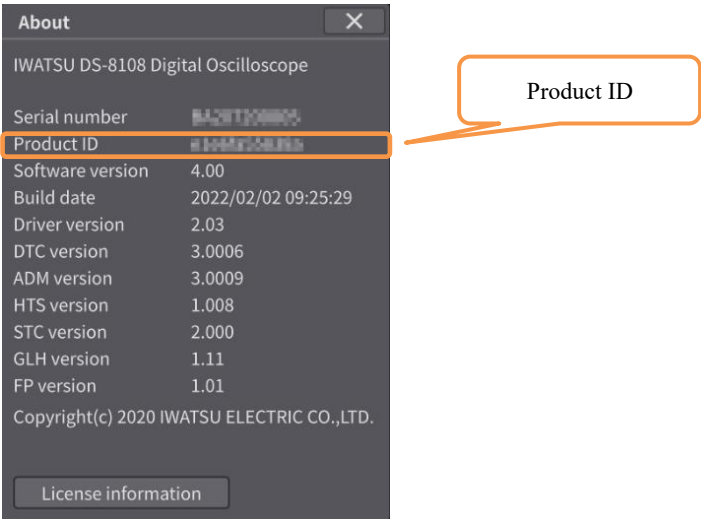 About
IWATSU DS-8108 Digital Oscilloscope
Serial number
Product ID
Software version 4.00
Build date 2022/02/02 09:25:29
Driver version 2.03
DTC version 3.0006
ADM version 3.0009
HTS version 1.008
STC version 2.000
GLH version 1.11
FP version 1.01
Copyright(c) 2020 IWATSU ELECTRIC CO.,LTD.
License information
Product ID